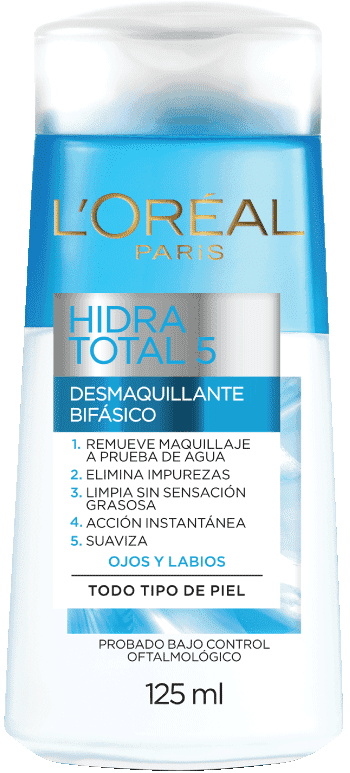 L'ORÉAL
PARIS
HIDRA
TOTAL 5
DESMAQUILLANTE
BIFÁSICO
1. REMUEVE MAQUILLAJE
A PRUEBA DE AGUA
2. ELIMINA IMPUREZAS
3. LIMPIA SIN SENSACIÓN
GRASOSA
4. ACCIÓN INSTANTÁNEA
5. SUAVIZA
OJOS Y LABIOS
TODO TIPO DE PIEL
PROBADO BAJO CONTROL
OFTALMOLÓGICO
125 ml